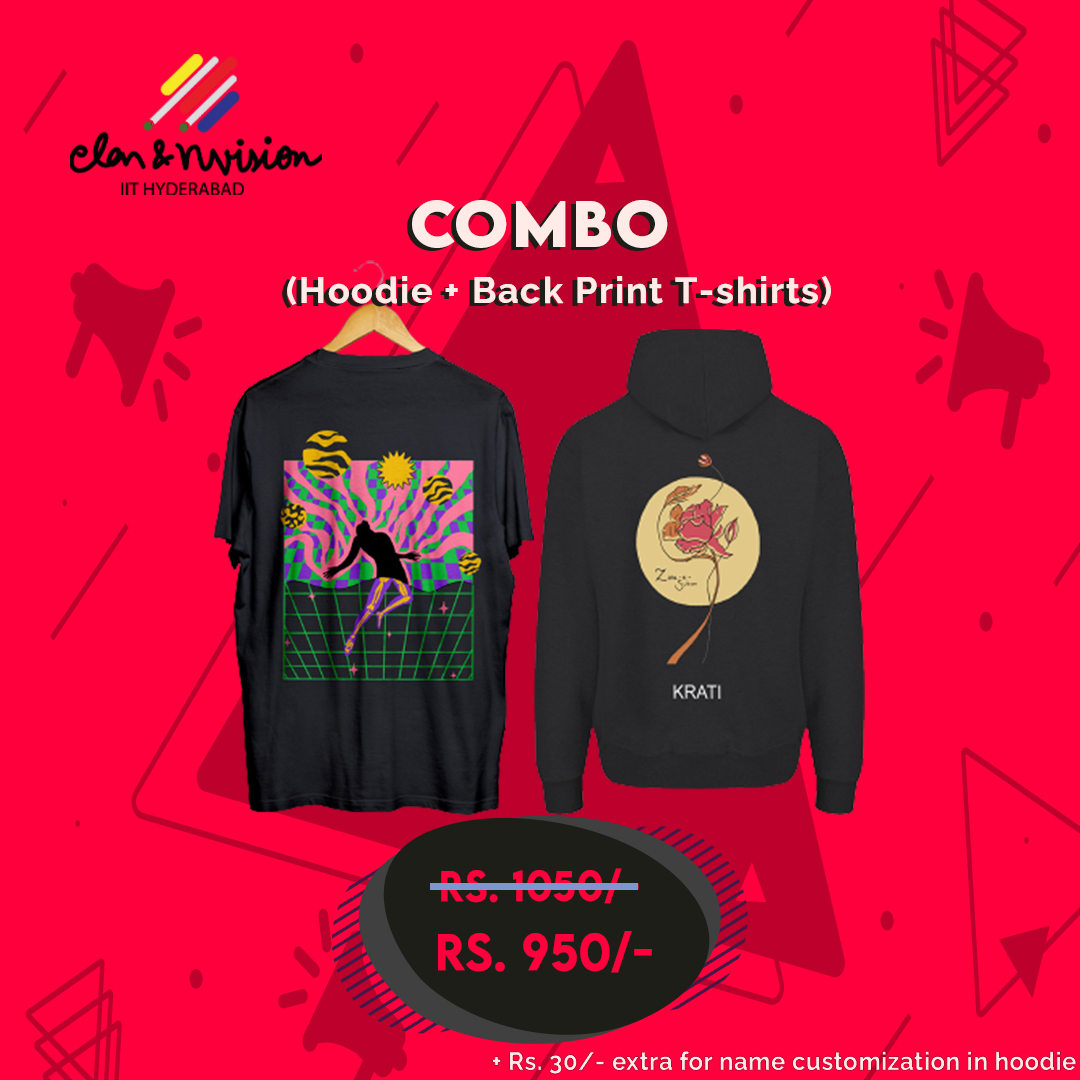 elan & nvision
IIT HYDERABAD
COMBO
(Hoodie + Back Print T-shirts)
KRATI
RS. 1050/-
RS. 950/-
+ Rs. 30/- extra for name customization in hoodie